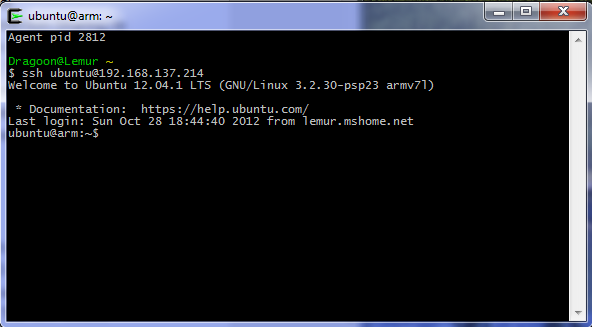 ubuntu@arm: ~
Agent pid 2812
Dragoon@Lemur ~
$ ssh ubuntu@192.168.137.214
Welcome to Ubuntu 12.04.1 LTS (GNU/Linux 3.2.30-psp23 armv7l)
* Documentation:  https://help.ubuntu.com/
Last login: Sun Oct 28 18:44:40 2012 from lemur.mshome.net
ubuntu@arm:~$